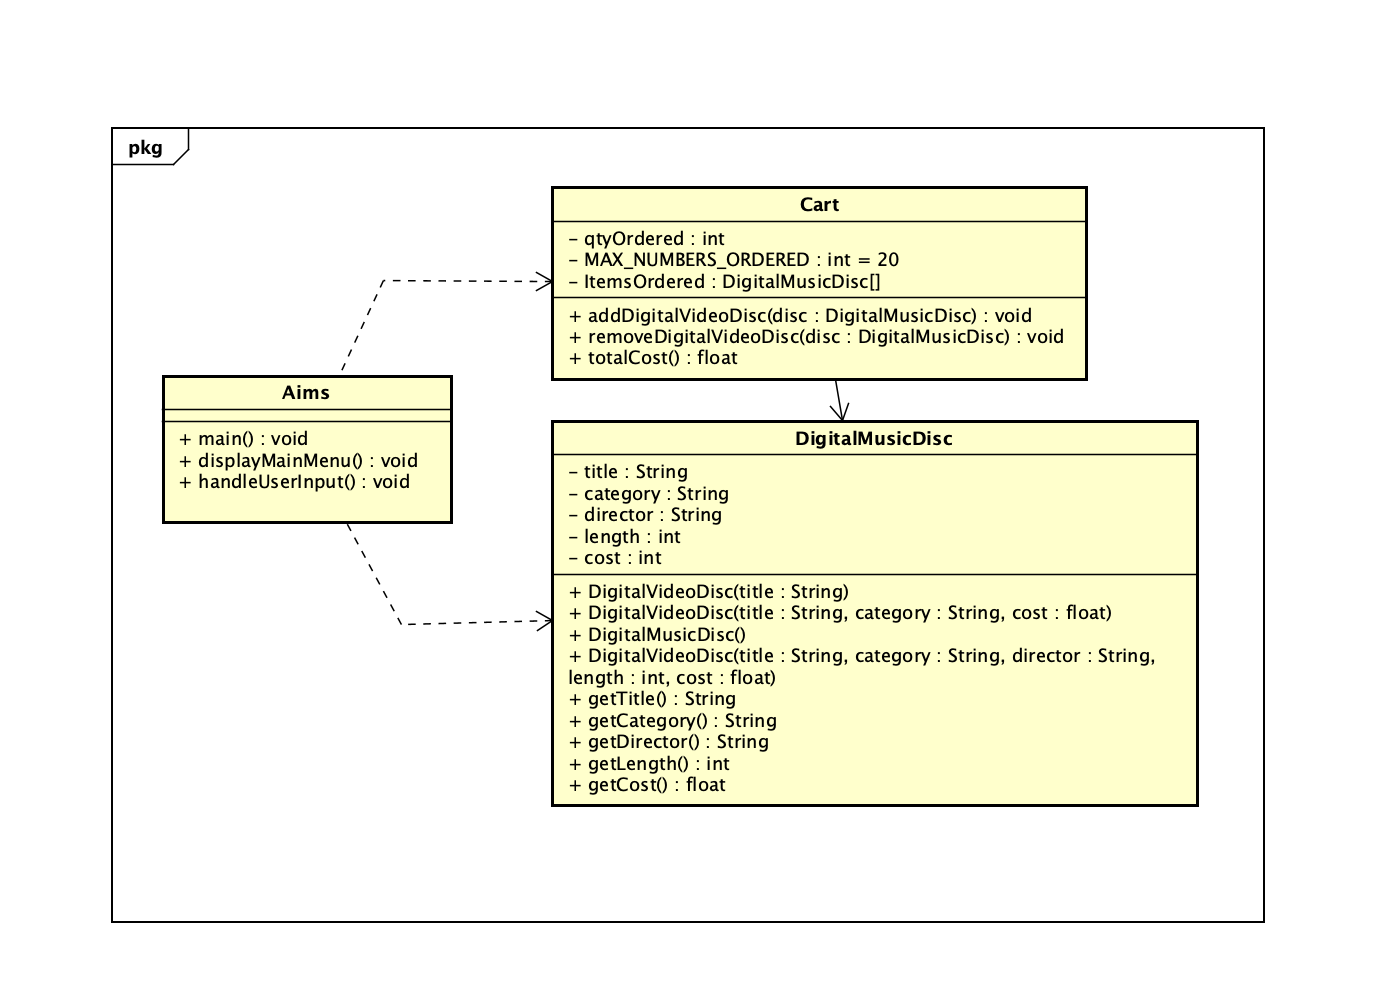 pkg
Cart
– qtyOrdered : int
– MAX_NUMBERS_ORDERED : int = 20
– ItemsOrdered : DigitalMusicDisc[]
+ addDigitalVideoDisc(disc : DigitalMusicDisc) : void
+ removeDigitalVideoDisc(disc : DigitalMusicDisc) : void
+ totalCost() : float
Aims
+ main() : void
+ displayMainMenu() : void
+ handleUserInput() : void
DigitalMusicDisc
– title : String
– category : String
– director : String
– length : int
– cost : int
+ DigitalVideoDisc(title : String)
+ DigitalVideoDisc(title : String, category : String, cost : float)
+ DigitalMusicDisc()
+ DigitalVideoDisc(title : String, category : String, director : String,
length : int, cost : float)
+ getTitle() : String
+ getCategory() : String
+ getDirector() : String
+ getLength() : int
+ getCost() : float